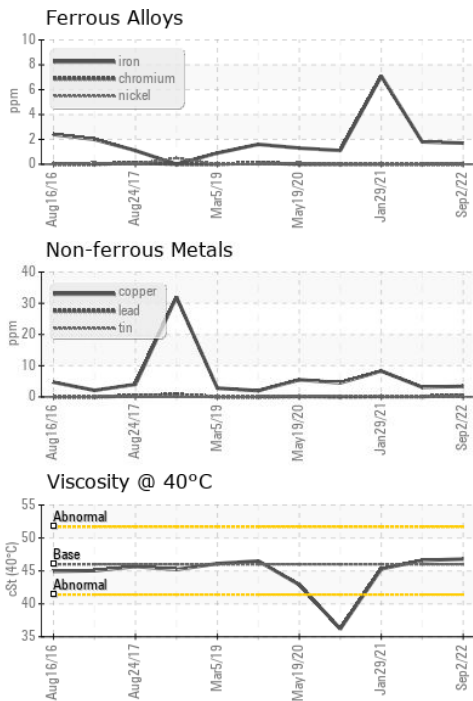 Ferrous Alloys
10
8
6
4
2
0
ppm
iron
chromium
nickel
Aug16/16
Aug24/17
Mar5/19
May19/20
Jan29/21
Sep2/22
Non-ferrous Metals
40
30
20
10
0
ppm
copper
lead
tin
Aug16/16
Aug24/17
Mar5/19
May19/20
Jan29/21
Sep2/22
Viscosity @ 40°C
55
50
45
40
35
cSt (40°C)
Abnormal
Base
Abnormal
Aug16/16
Aug24/17
Mar5/19
May19/20
Jan29/21
Sep2/22